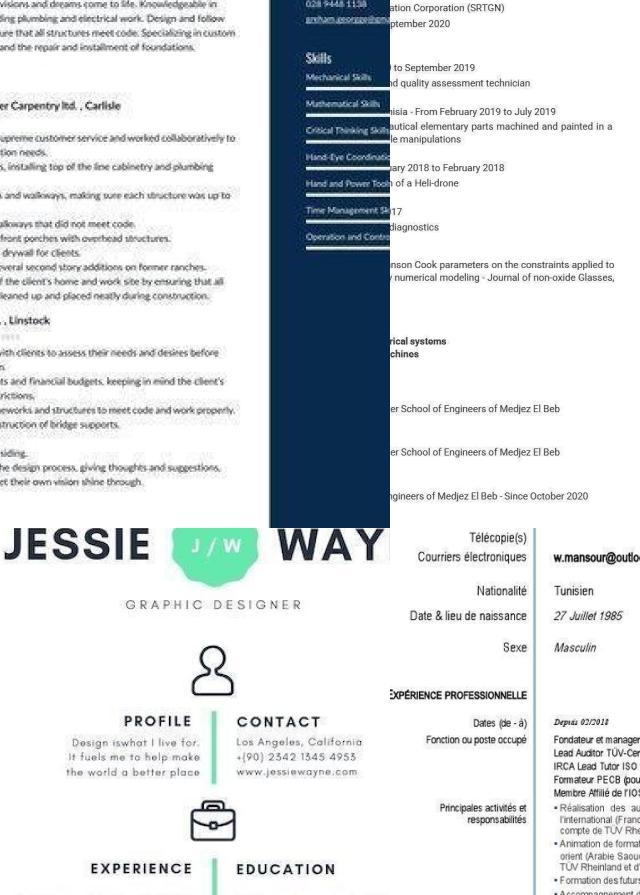 visions and dreams come to life. Knowledgeable in
ding plumbing and electrical work. Design and follow
ure that all structures meet code. Specializing in custom
and the repair and installment of foundations.
er Carpentry ltd. , Carlisle
supreme customer service and worked collaboratively to
tion needs.
s, installing top of the line cabinetry and plumbing
s and walkways, making sure each structure was up to
alkways that did not meet code.
front porches with overhead structures.
drywall for clients.
everal second story additions on former ranches.
f the client's home and work site by ensuring that all
leaned up and placed neatly during construction.
. , Linstock
with clients to assess their needs and desires before
n.
ts and financial budgets, keeping in mind the client's
rictions.
neworks and structures to meet code and work properly.
struction of bridge supports.
siding.
he design process, giving thoughts and suggestions,
et their own vision shine through.
028 9448 1138
Skills
Mechanical Skills
Mathematical Skills
Critical Thinking Skills
Hand-Eye Coordinatio
Hand and Power Tools
Time Management Sk
Operation and Contro
ation Corporation (SRTGN)
ptember 2020
to September 2019
nd quality assessment technician
nisia - From February 2019 to July 2019
autical elementary parts machined and painted in a
le manipulations
uary 2018 to February 2018
n of a Heli-drone
17
diagnostics
nson Cook parameters on the constraints applied to
y numerical modeling - Journal of non-oxide Glasses,
rical systems
chines
er School of Engineers of Medjez El Beb
er School of Engineers of Medjez El Beb
ngineers of Medjez El Beb - Since October 2020
JESSIE J / W WAY
GRAPHIC DESIGNER
PROFILE
Design iswhat I live for.
It fuels me to help make
the world a better place
CONTACT
Los Angeles, California
+(90) 2342 1345 4953
www.jessiewayne.com
EXPERIENCE
EDUCATION
Télécopie(s)
Courriers électroniques w.mansour@outlo
Nationalité Tunisien
Date & lieu de naissance 27 Juillet 1985
Sexe Masculin
EXPÉRIENCE PROFESSIONNELLE
Dates (de - à) Depuis 02/2018
Fonction ou poste occupé Fondateur et manager
Lead Auditor TÜV-Cer
IRCA Lead Tutor ISO
Formateur PECB (pou
Membre Affilié de l'IOS
Principales activités et
responsabilités
• Réalisation des au
l'international (Franc
compte de TÜV Rhe
• Animation de format
orient (Arabie Saou
TÜV Rheinland et d'
• Formation des futurs
• Accompagnement d